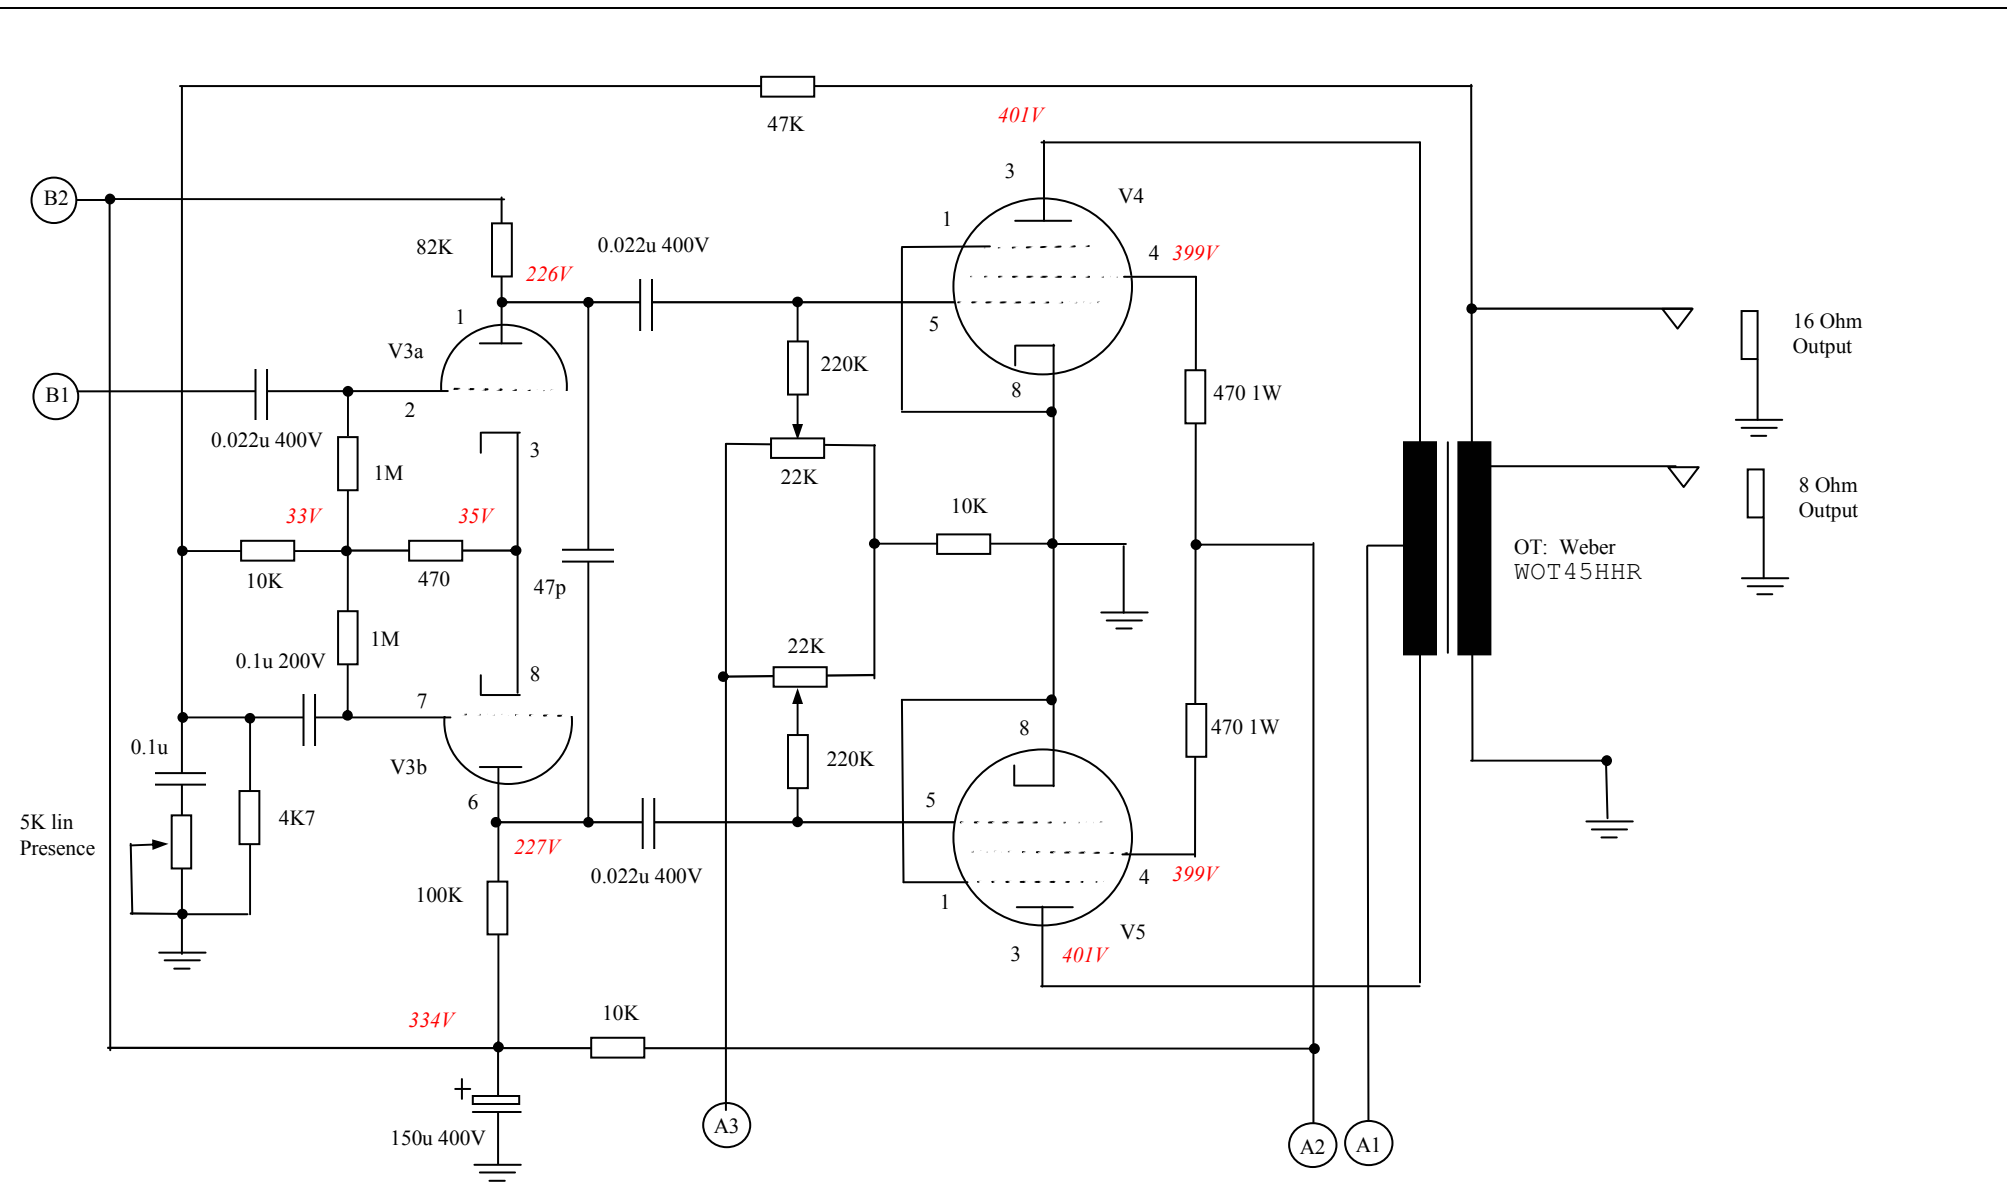 47K
401V
3
B2
V4
1
82K
0.022u 400V
4 399V
226V
1
5
16 Ohm
Output
V3a
220K
B1
8
470 1W
2
0.022u 400V
3
1M
22K
8 Ohm
Output
33V
35V
10K
OT: Weber
WOT45HHR
10K
470
47p
1M
22K
0.1u 200V
8
7
8
470 1W
0.1u
V3b
220K
6
5
5K lin
Presence
4K7
227V
0.022u 400V
4
399V
100K
1
V5
3
401V
334V
10K
+
150u 400V
A3
A2
A1